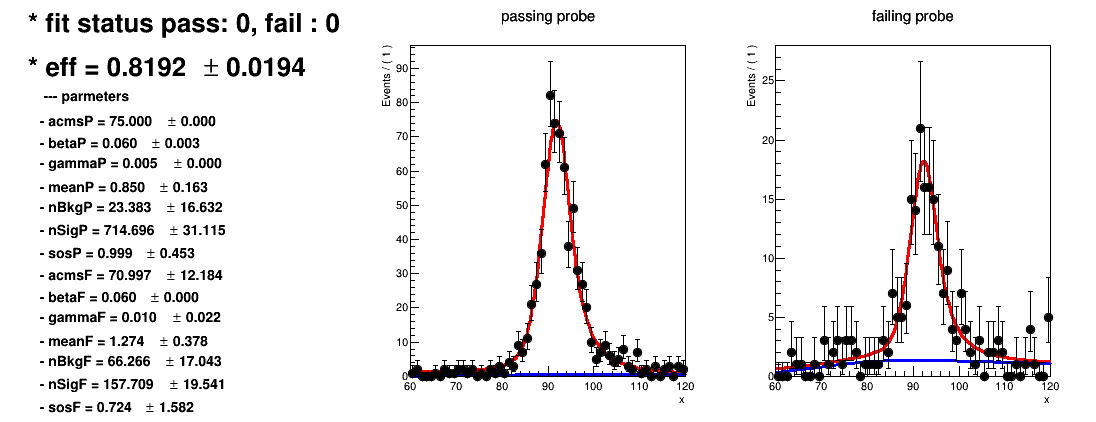 * fit status pass: 0, fail : 0
* eff = 0.8192 ± 0.0194
--- parmeters
- acmsP = 75.000 ± 0.000
- betaP = 0.060 ± 0.003
- gammaP = 0.005 ± 0.000
- meanP = 0.850 ± 0.163
- nBkgP = 23.383 ± 16.632
- nSigP = 714.696 ± 31.115
- sosP = 0.999 ± 0.453
- acmsF = 70.997 ± 12.184
- betaF = 0.060 ± 0.000
- gammaF = 0.010 ± 0.022
- meanF = 1.274 ± 0.378
- nBkgF = 66.266 ± 17.043
- nSigF = 157.709 ± 19.541
- sosF = 0.724 ± 1.582
passing probe
Events / ( 1 )
90
80
70
60
50
40
30
20
10
0
60 70 80 90 100 110 120
x
failing probe
Events / ( 1 )
25
20
15
10
5
0
60 70 80 90 100 110 120
x